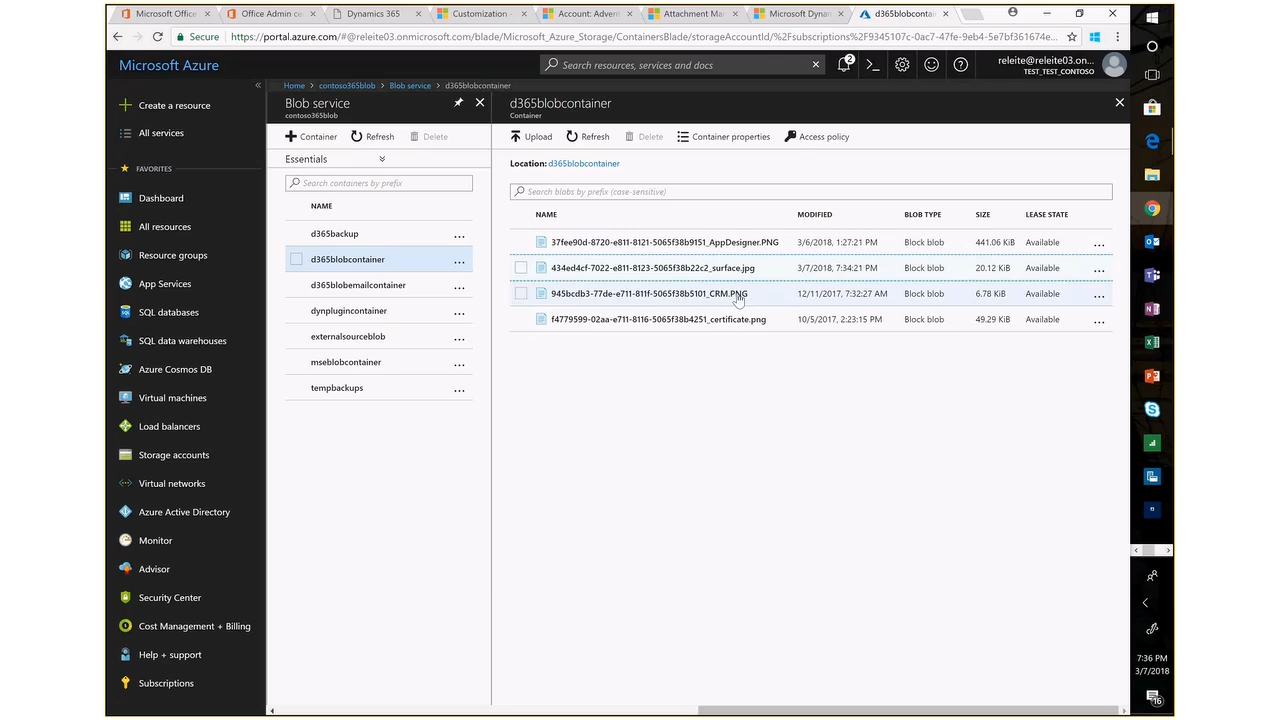 Microsoft Office
Office Admin ce
Dynamics 365
Customization -
Account: Adver
Attachment Ma
Microsoft Dyna
d365blobcontai
Secure
https://portal.azure.com/#@releite03.onmicrosoft.com/blade/Microsoft_Azure_Storage/ContainersBlade/storageAccountId/%2Fsubscriptions%2F9345107c-0ac7-47fe-9eb4-5e7bf361674e...
Microsoft Azure
Search resources, services and docs
2
releite@releite03.on...
TEST_TEST_CONTOSO
Home > contoso365blob > Blob service > d365blobcontainer
Create a resource
All services
FAVORITES
Dashboard
All resources
Resource groups
App Services
SQL databases
SQL data warehouses
Azure Cosmos DB
Virtual machines
Load balancers
Storage accounts
Virtual networks
Azure Active Directory
Monitor
Advisor
Security Center
Cost Management + Billing
Help + support
Subscriptions
Blob service
contoso365blob
Container Refresh Delete
Essentials
Search containers by prefix
NAME
d365backup ...
d365blobcontainer ...
d365blobemailcontainer ...
dynplugincontainer ...
externalsourceblob ...
mseblobcontainer ...
tempbackups ...
d365blobcontainer
Container
Upload Refresh Delete Container properties Access policy
Location: d365blobcontainer
Search blobs by prefix (case-sensitive)
NAME MODIFIED BLOB TYPE SIZE LEASE STATE
37fee90d-8720-e811-8121-5065f38b9151_AppDesigner.PNG 3/6/2018, 1:27:21 PM Block blob 441.06 KiB Available ...
434ed4cf-7022-e811-8123-5065f38b22c2_surface.jpg 3/7/2018, 7:34:21 PM Block blob 20.12 KiB Available ...
945bcdb3-77de-e711-811f-5065f38b5101_CRM.PNG 12/11/2017, 7:32:27 AM Block blob 6.78 KiB Available ...
f4779599-02aa-e711-8116-5065f38b4251_certificate.png 10/5/2017, 2:23:15 PM Block blob 49.29 KiB Available ...
7:36 PM
3/7/2018
16